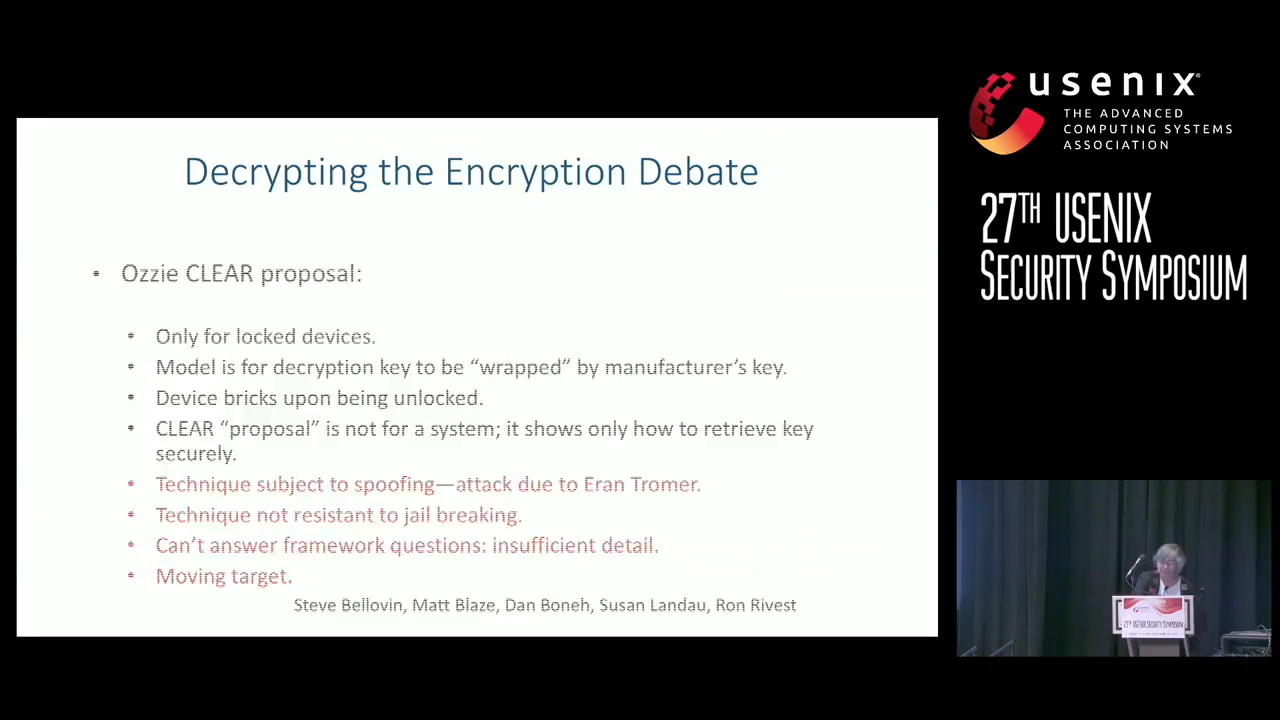 Decrypting the Encryption Debate
• Ozzie CLEAR proposal:
• Only for locked devices.
• Model is for decryption key to be “wrapped” by manufacturer’s key.
• Device bricks upon being unlocked.
• CLEAR “proposal” is not for a system; it shows only how to retrieve key
securely.
• Technique subject to spoofing—attack due to Eran Tromer.
• Technique not resistant to jail breaking.
• Can’t answer framework questions: insufficient detail.
• Moving target.
Steve Bellovin, Matt Blaze, Dan Boneh, Susan Landau, Ron Rivest
usenix®
THE ADVANCED
COMPUTING SYSTEMS
ASSOCIATION
27TH USENIX
SECURITY SYMPOSIUM
27TH USENIX SECURITY SYMPOSIUM